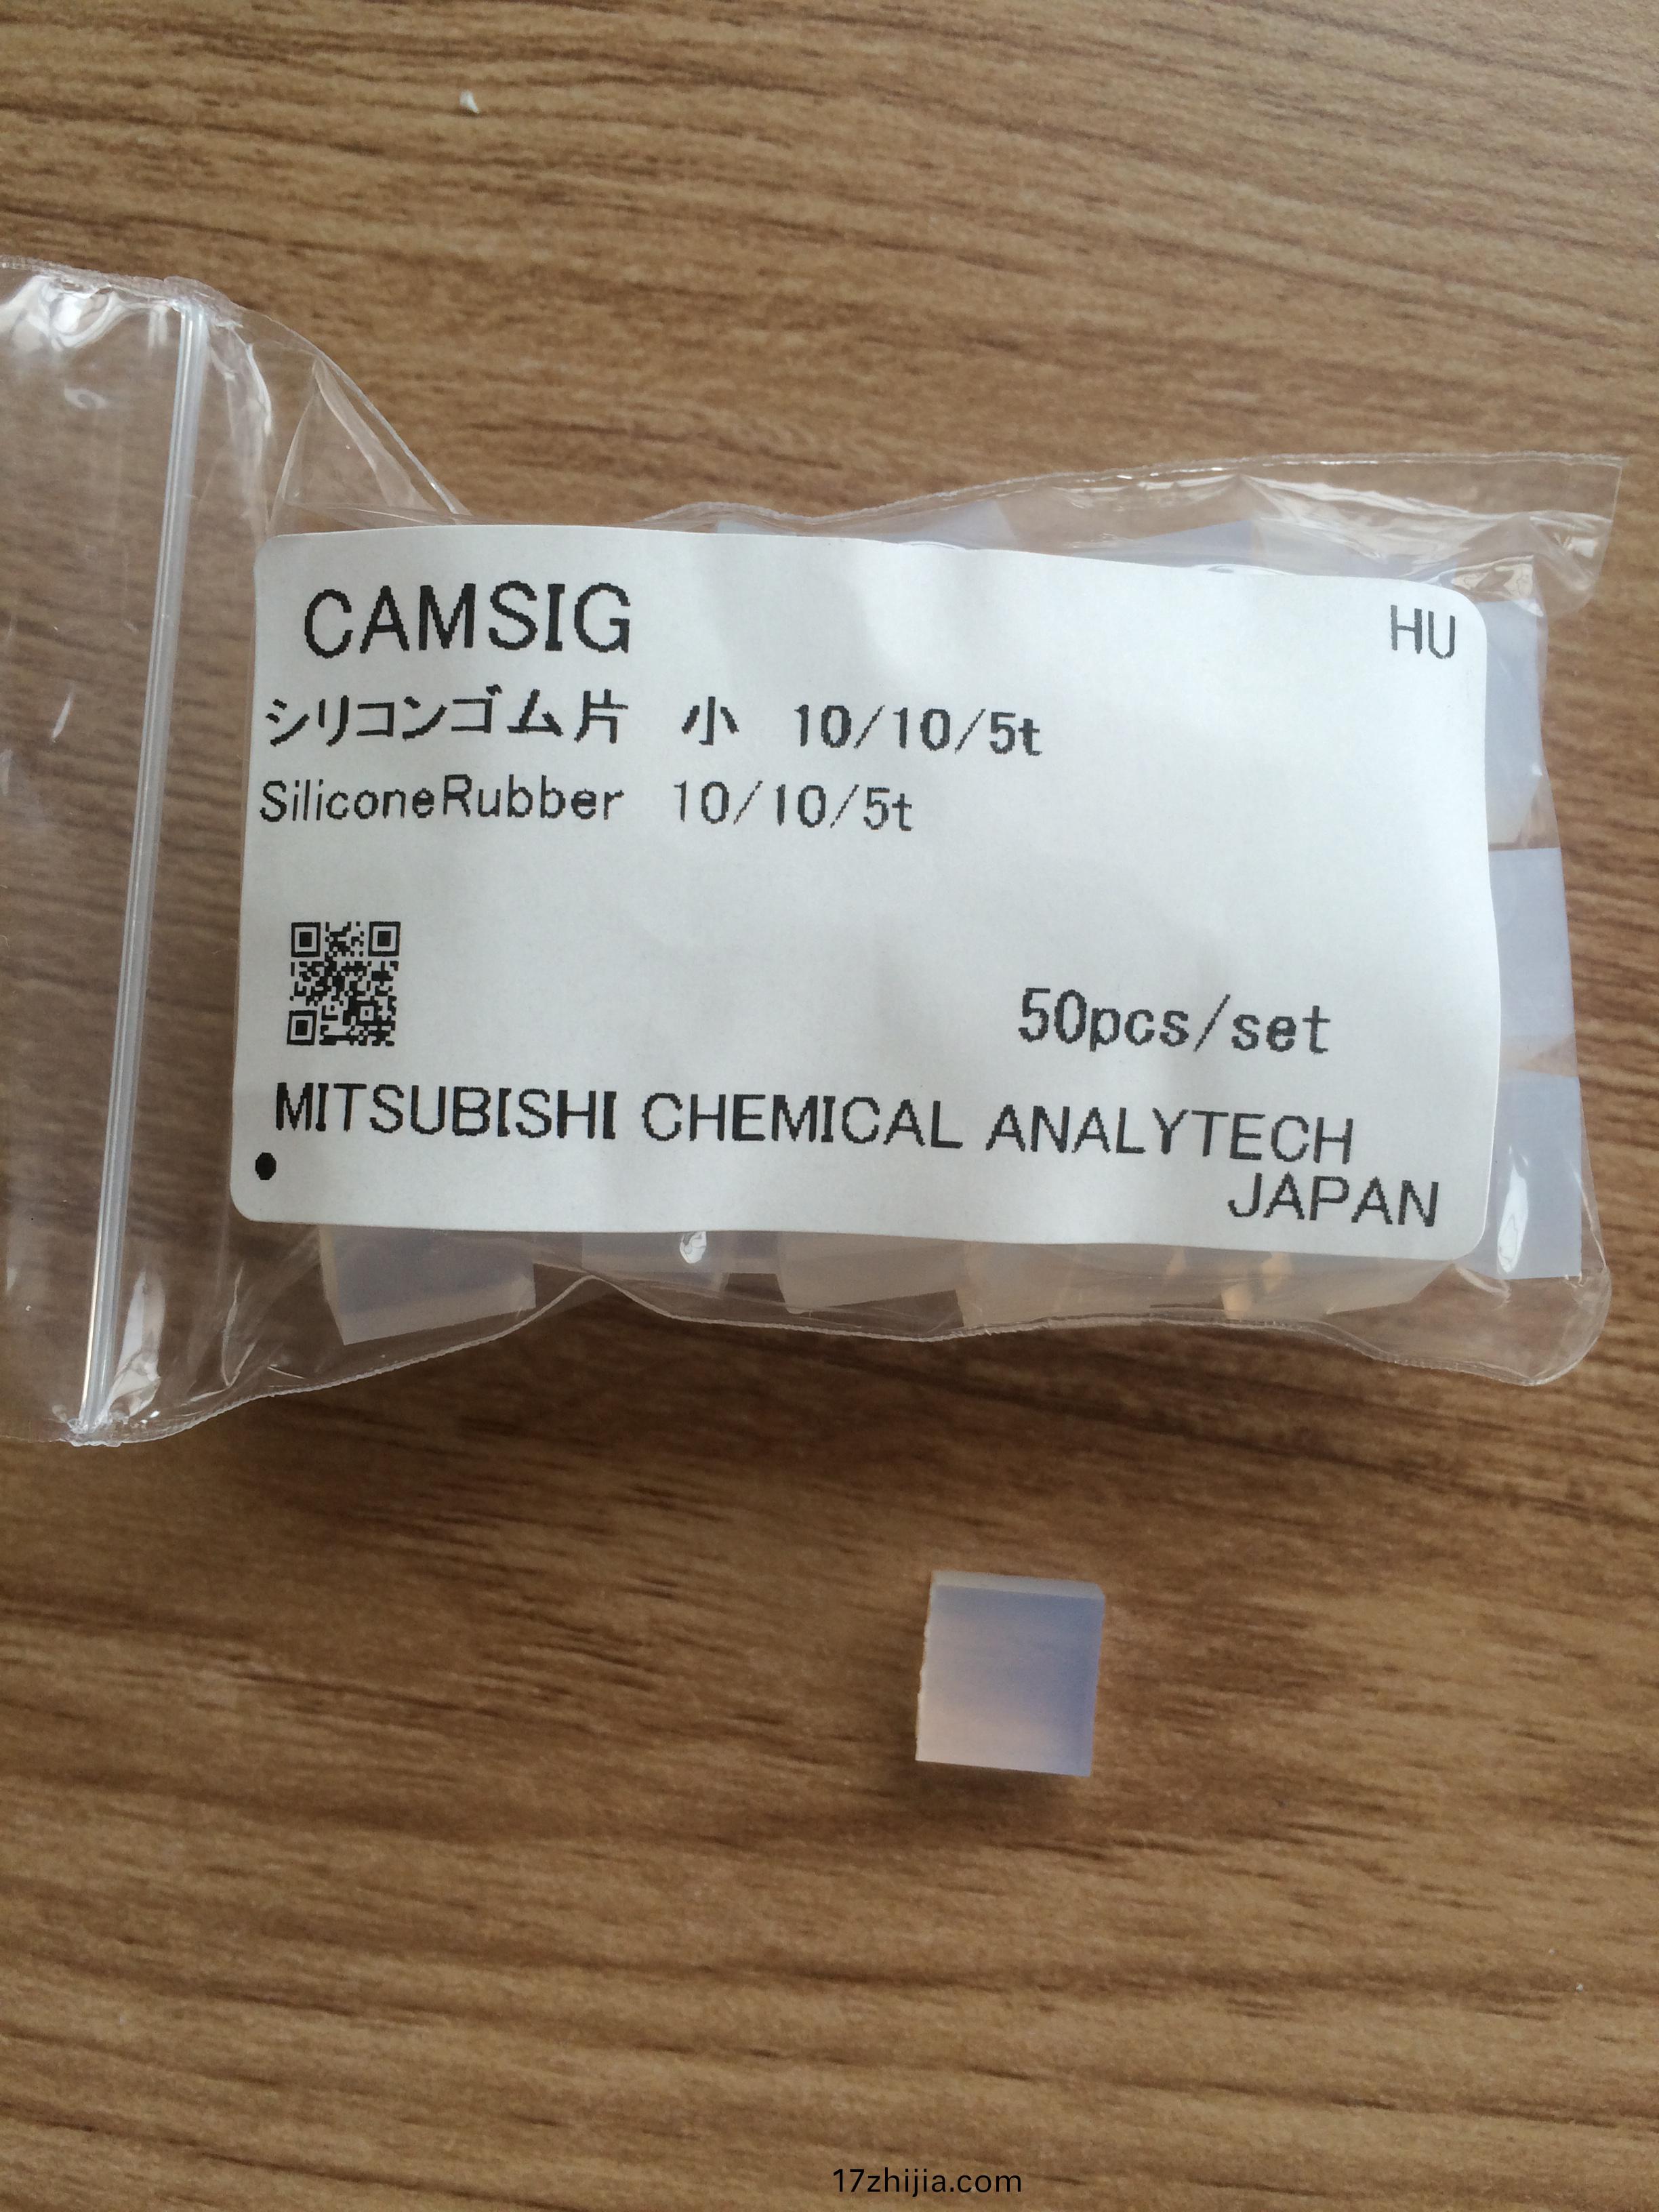 CAMSIG
HU
シリコンゴム片 小 10/10/5t
SiliconeRubber 10/10/5t
50pcs/set
MITSUBISHI CHEMICAL ANALYTECH
JAPAN
17zhijia.com